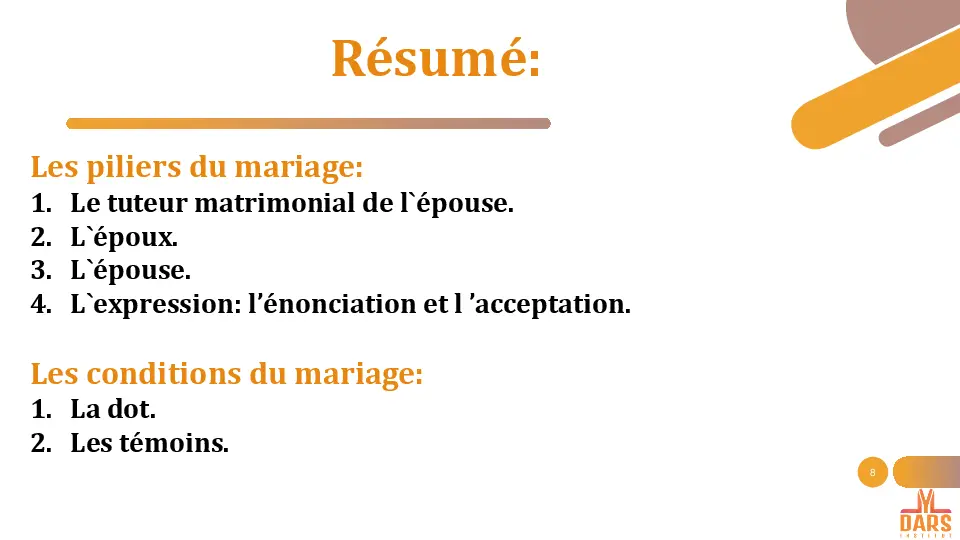 Résumé:
Les piliers du mariage:
1. Le tuteur matrimonial de l`épouse.
2. L`époux.
3. L`épouse.
4. L`expression: l’énonciation et l ’acceptation.
Les conditions du mariage:
1. La dot.
2. Les témoins.
8
DARS
INSTITUT